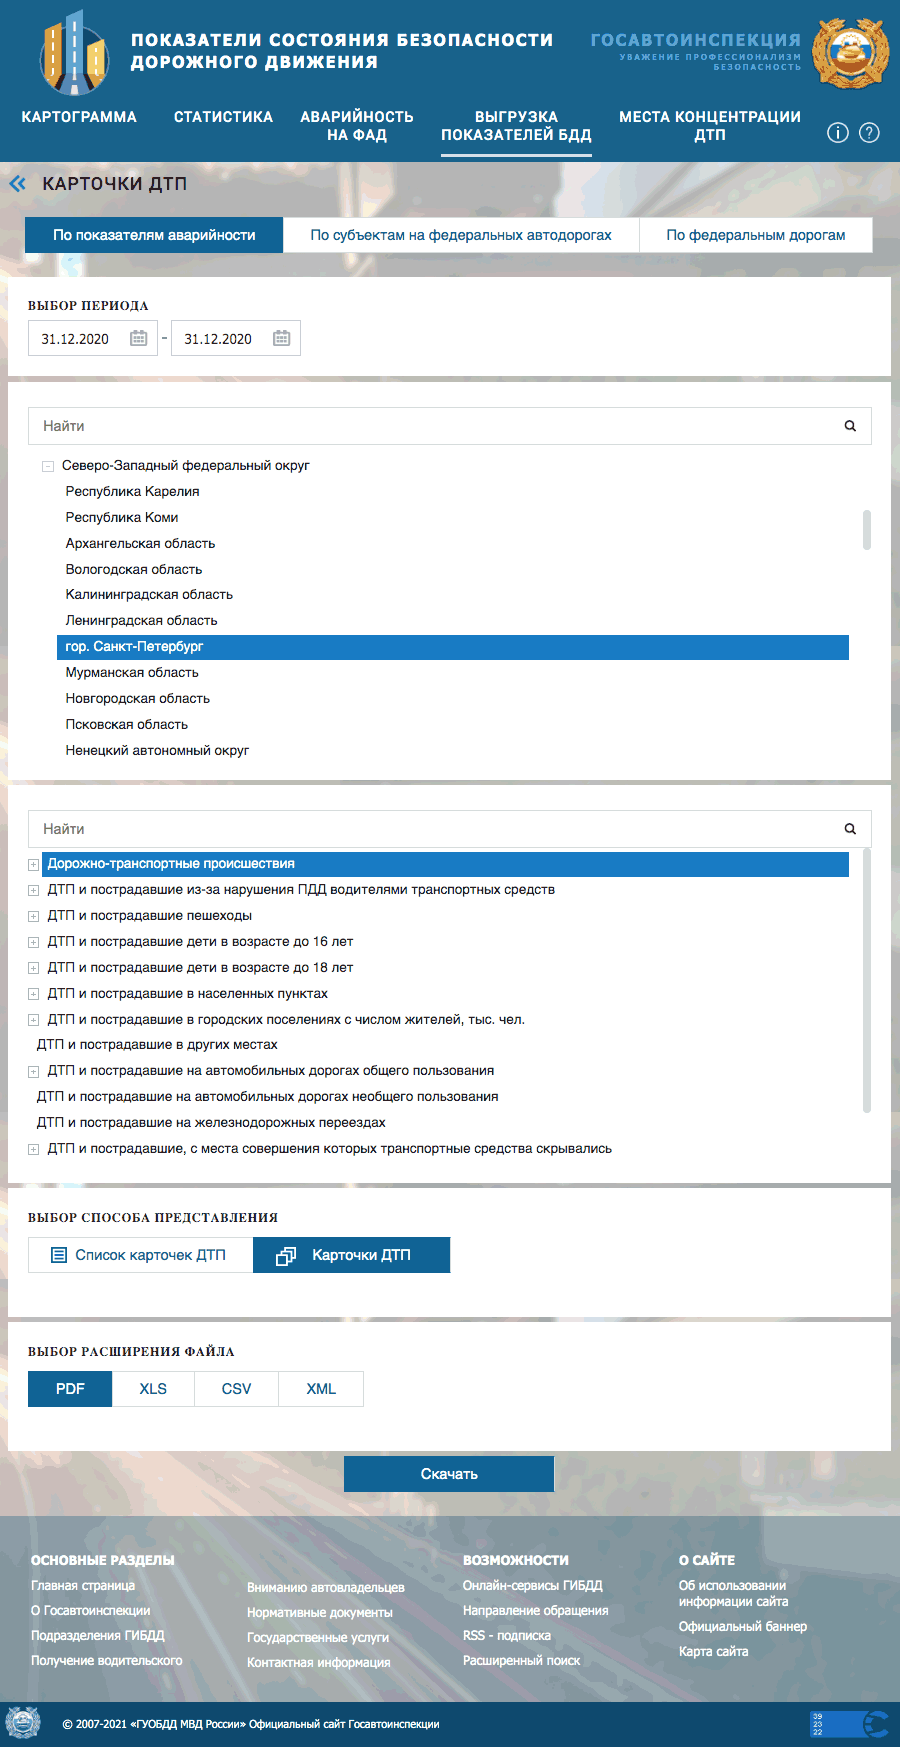 ПОКАЗАТЕЛИ СОСТОЯНИЯ БЕЗОПАСНОСТИ
ДОРОЖНОГО ДВИЖЕНИЯ
ГОСАВТОИНСПЕКЦИЯ
УВАЖЕНИЕ ПРОФЕССИОНАЛИЗМ
БЕЗОПАСНОСТЬ
КАРТОГРАММА
СТАТИСТИКА
АВАРИЙНОСТЬ
НА ФАД
ВЫГРУЗКА
ПОКАЗАТЕЛЕЙ БДД
МЕСТА КОНЦЕНТРАЦИИ
ДТП
КАРТОЧКИ ДТП
По показателям аварийности
По субъектам на федеральных автодорогах
По федеральным дорогам
ВЫБОР ПЕРИОДА
31.12.2020 - 31.12.2020
Найти
Северо-Западный федеральный округ
Республика Карелия
Республика Коми
Архангельская область
Вологодская область
Калининградская область
Ленинградская область
гор. Санкт-Петербург
Мурманская область
Новгородская область
Псковская область
Ненецкий автономный округ
Найти
Дорожно-транспортные происшествия
ДТП и пострадавшие из-за нарушения ПДД водителями транспортных средств
ДТП и пострадавшие пешеходы
ДТП и пострадавшие дети в возрасте до 16 лет
ДТП и пострадавшие дети в возрасте до 18 лет
ДТП и пострадавшие в населенных пунктах
ДТП и пострадавшие в городских поселениях с числом жителей, тыс. чел.
ДТП и пострадавшие в других местах
ДТП и пострадавшие на автомобильных дорогах общего пользования
ДТП и пострадавшие на автомобильных дорогах необщего пользования
ДТП и пострадавшие на железнодорожных переездах
ДТП и пострадавшие, с места совершения которых транспортные средства скрывались
ВЫБОР СПОСОБА ПРЕДСТАВЛЕНИЯ
Список карточек ДТП
Карточки ДТП
ВЫБОР РАСШИРЕНИЯ ФАЙЛА
PDF
XLS
CSV
XML
Скачать
ОСНОВНЫЕ РАЗДЕЛЫ
Главная страница
О Госавтоинспекции
Подразделения ГИБДД
Получение водительского
Вниманию автовладельцев
Нормативные документы
Государственные услуги
Контактная информация
ВОЗМОЖНОСТИ
Онлайн-сервисы ГИБДД
Направление обращения
RSS - подписка
Расширенный поиск
О САЙТЕ
Об использовании
информации сайта
Официальный баннер
Карта сайта
© 2007-2021 «ГУОБДД МВД России» Официальный сайт Госавтоинспекции
39
23
22